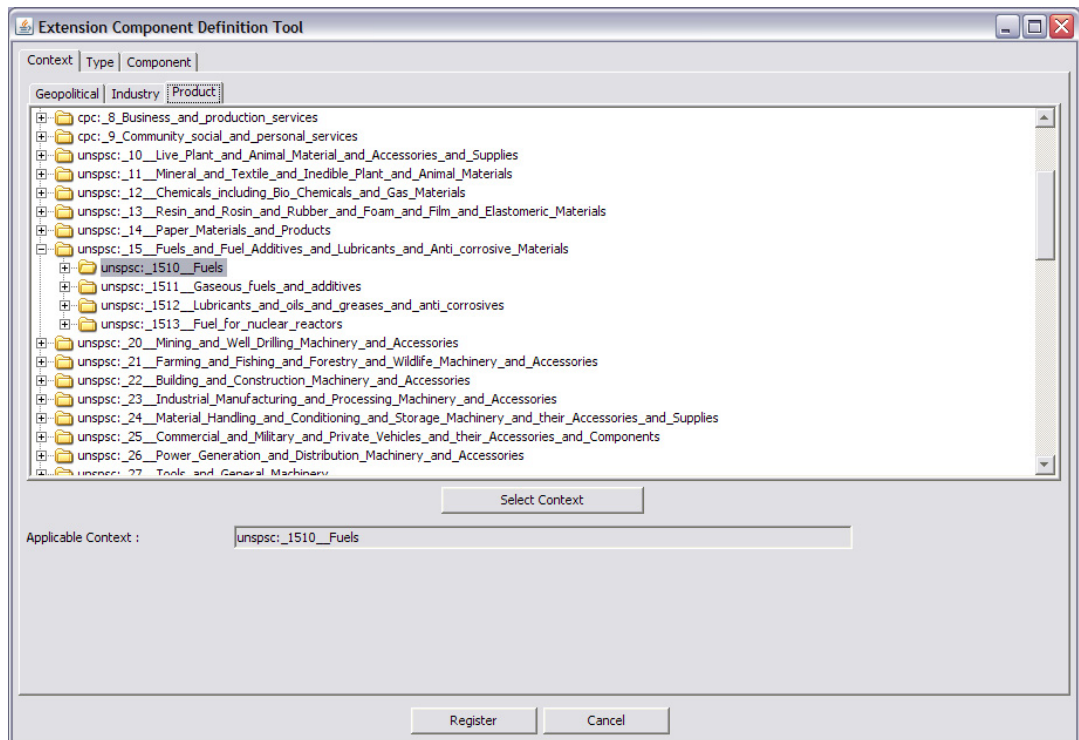 Extension Component Definition Tool
Context Type Component
Geopolitical Industry Product
cpc:_8_Business_and_production_services
cpc:_9_Community_social_and_personal_services
unspsc:_10__Live_Plant_and_Animal_Material_and_Accessories_and_Supplies
unspsc:_11__Mineral_and_Textile_and_Inedible_Plant_and_Animal_Materials
unspsc:_12__Chemicals_including_Bio_Chemicals_and_Gas_Materials
unspsc:_13__Resin_and_Rosin_and_Rubber_and_Foam_and_Film_and_Elastomeric_Materials
unspsc:_14__Paper_Materials_and_Products
unspsc:_15__Fuels_and_Fuel_Additives_and_Lubricants_and_Anti_corrosive_Materials
unspsc:_1510__Fuels
unspsc:_1511__Gaseous_fuels_and_additives
unspsc:_1512__Lubricants_and_oils_and_greases_and_anti_corrosives
unspsc:_1513__Fuel_for_nuclear_reactors
unspsc:_20__Mining_and_Well_Drilling_Machinery_and_Accessories
unspsc:_21__Farming_and_Fishing_and_Forestry_and_Wildlife_Machinery_and_Accessories
unspsc:_22__Building_and_Construction_Machinery_and_Accessories
unspsc:_23__Industrial_Manufacturing_and_Processing_Machinery_and_Accessories
unspsc:_24__Material_Handling_and_Conditioning_and_Storage_Machinery_and_their_Accessories_and_Supplies
unspsc:_25__Commercial_and_Military_and_Private_Vehicles_and_their_Accessories_and_Components
unspsc:_26__Power_Generation_and_Distribution_Machinery_and_Accessories
unspsc:_27__Tools_and_General_Machinery
Select Context
Applicable Context : unspsc:_1510__Fuels
Register Cancel